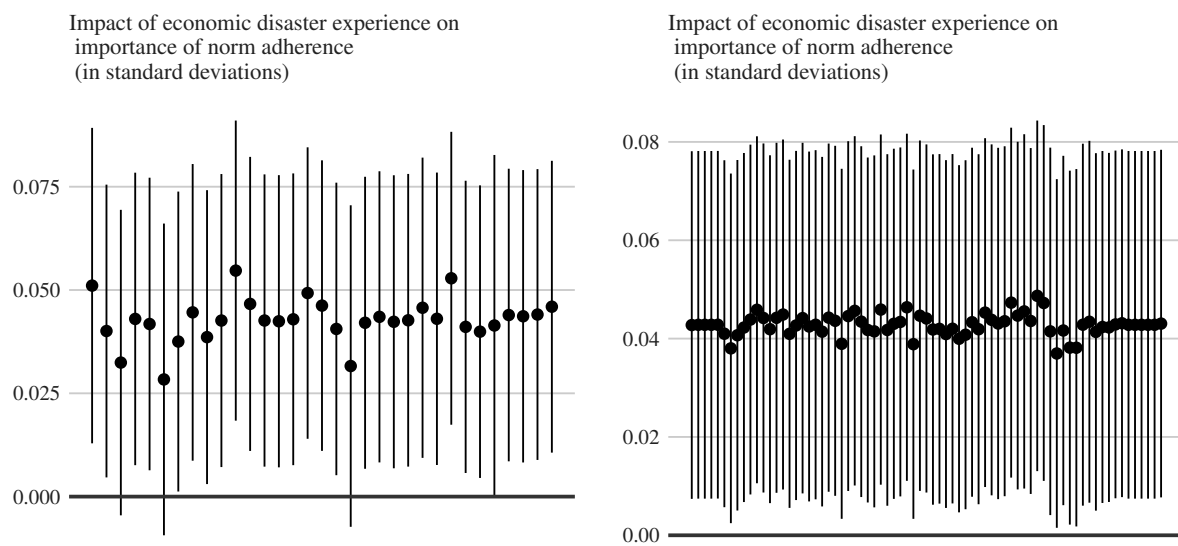 Impact of economic disaster experience on
importance of norm adherence
(in standard deviations)
0.075
0.050
0.025
0.000
Impact of economic disaster experience on
importance of norm adherence
(in standard deviations)
0.08
0.06
0.04
0.02
0.00